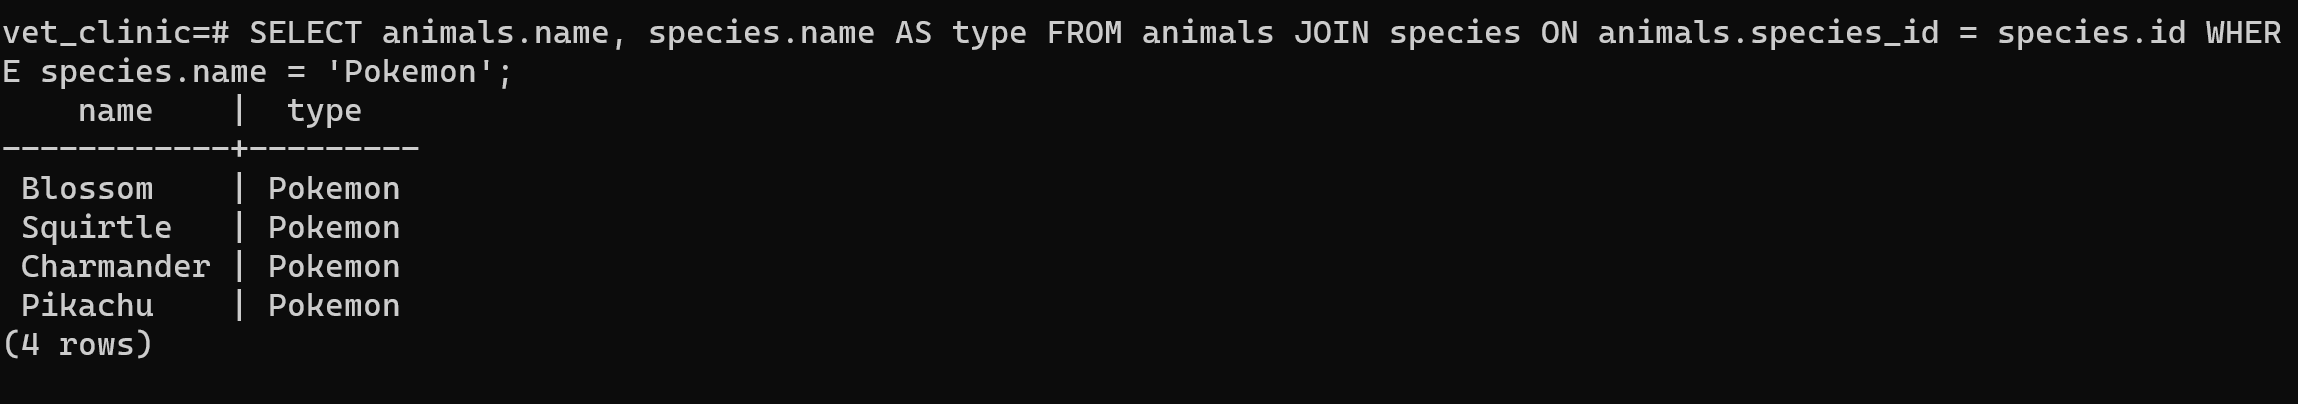 vet_clinic=# SELECT animals.name, species.name AS type FROM animals JOIN species ON animals.species_id = species.id WHER
E species.name = 'Pokemon';
    name    |  type
------------+---------
 Blossom    | Pokemon
 Squirtle   | Pokemon
 Charmander | Pokemon
 Pikachu    | Pokemon
(4 rows)